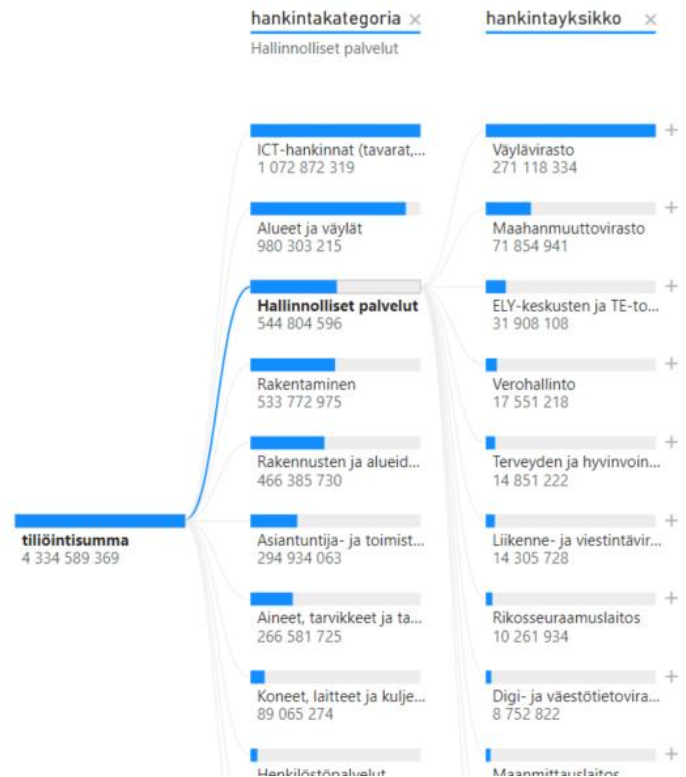 hankintakategoria ×
Hallinnolliset palvelut
hankintayksikko ×
tiliöintisumma
4 334 589 369
ICT-hankinnat (tavarat,...
1 072 872 319
Alueet ja väylät
980 303 215
Hallinnolliset palvelut
544 804 596
Rakentaminen
533 772 975
Rakennusten ja alueid...
466 385 730
Asiantuntija- ja toimist...
294 934 063
Aineet, tarvikkeet ja ta...
266 581 725
Koneet, laitteet ja kulje...
89 065 274
Henkilöstöpalvelut
Väylävirasto
271 118 334
Maahanmuuttovirasto
71 854 941
ELY-keskusten ja TE-to...
31 908 108
Verohallinto
17 551 218
Terveyden ja hyvinvoin...
14 851 222
Liikenne- ja viestintävir...
14 305 728
Rikosseuraamuslaitos
10 261 934
Digi- ja väestötietovira...
8 752 822
Maanmittauslaitos